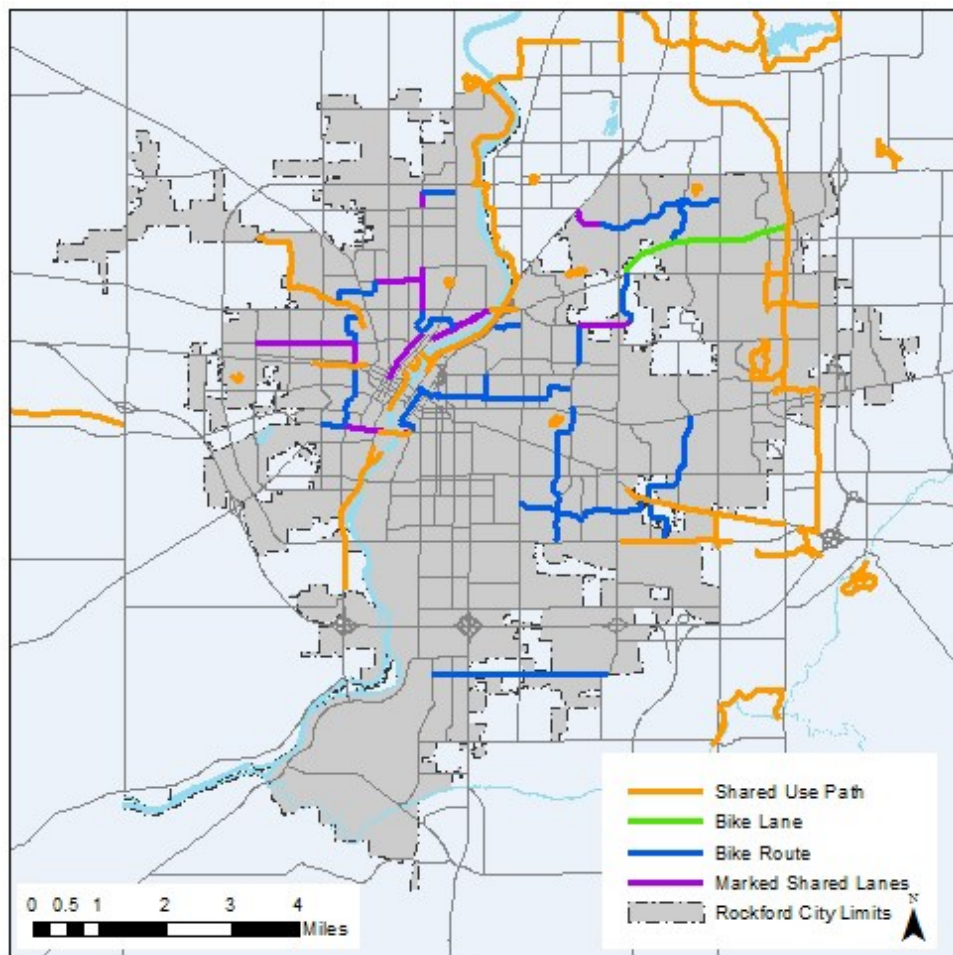 Shared Use Path
Bike Lane
Bike Route
Marked Shared Lanes
Rockford City Limits
N
0 0.5 1 2 3 4
Miles